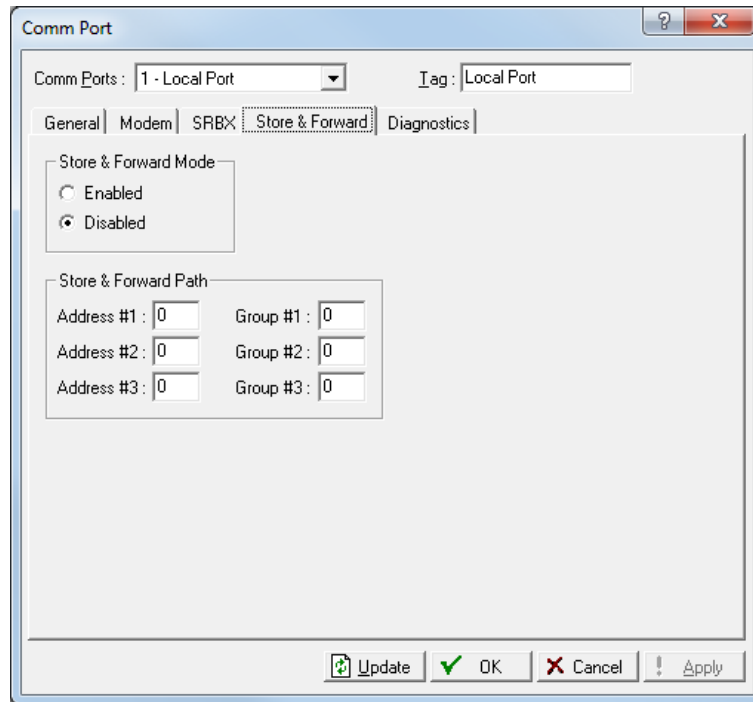 Comm Port
Comm Ports : 1 - Local Port Tag : Local Port
General Modem SRBX Store & Forward Diagnostics
Store & Forward Mode
Enabled
Disabled
Store & Forward Path
Address #1 : 0 Group #1 : 0
Address #2 : 0 Group #2 : 0
Address #3 : 0 Group #3 : 0
Update OK Cancel Apply